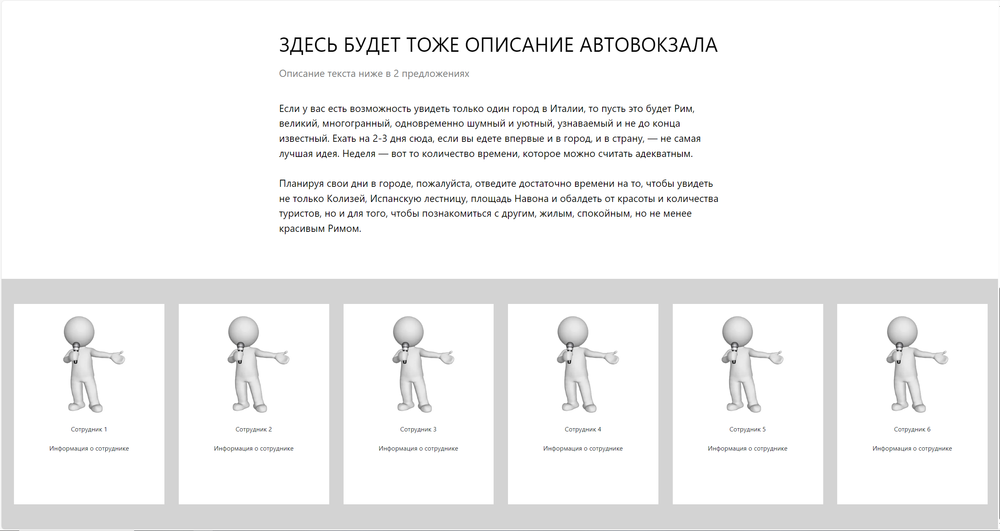 ЗДЕСЬ БУДЕТ ТОЖЕ ОПИСАНИЕ АВТОВОКЗАЛА
Описание текста ниже в 2 предложениях
Если у вас есть возможность увидеть только один город в Италии, то пусть это будет Рим,
великий, многогранный, одновременно шумный и уютный, узнаваемый и не до конца
известный. Ехать на 2-3 дня сюда, если вы едете впервые и в город, и в страну, — не самая
лучшая идея. Неделя — вот то количество времени, которое можно считать адекватным.
Планируя свои дни в городе, пожалуйста, отведите достаточно времени на то, чтобы увидеть
не только Колизей, Испанскую лестницу, площадь Навона и обалдеть от красоты и количества
туристов, но и для того, чтобы познакомиться с другим, жилым, спокойным, но не менее
красивым Римом.
Сотрудник 1
Информация о сотруднике
Сотрудник 2
Информация о сотруднике
Сотрудник 3
Информация о сотруднике
Сотрудник 4
Информация о сотруднике
Сотрудник 5
Информация о сотруднике
Сотрудник 6
Информация о сотруднике